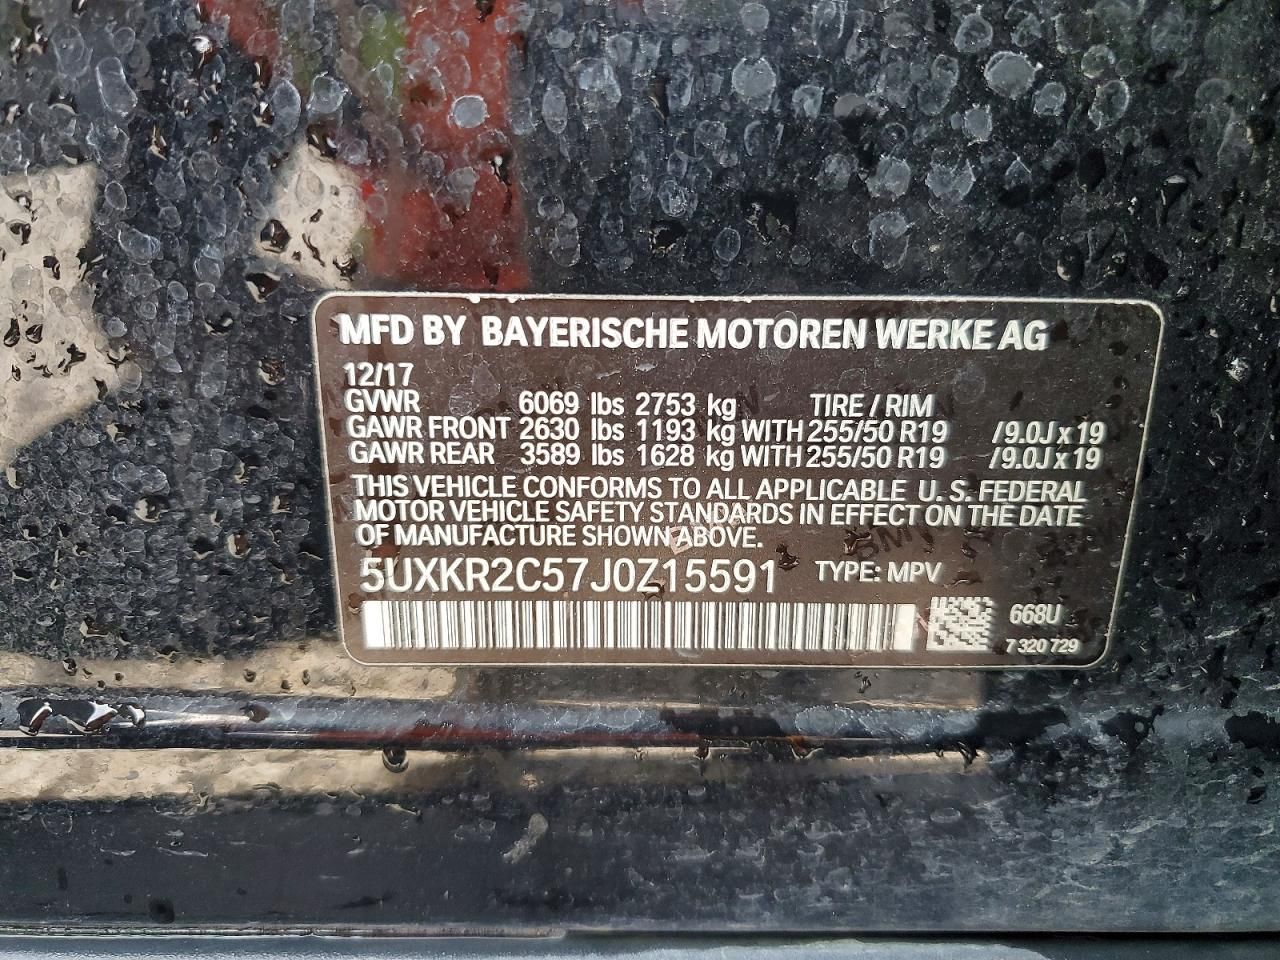 MFD BY BAYERISCHE MOTOREN WERKE AG
12/17
GVWR 6069 lbs 2753 kg TIRE / RIM
GAWR FRONT 2630 lbs 1193 kg WITH 255/50 R19 /9.0J x 19
GAWR REAR 3589 lbs 1628 kg WITH 255/50 R19 /9.0J x 19
THIS VEHICLE CONFORMS TO ALL APPLICABLE U. S. FEDERAL
MOTOR VEHICLE SAFETY STANDARDS IN EFFECT ON THE DATE
OF MANUFACTURE SHOWN ABOVE.
5UXKR2C57J0Z15591 TYPE: MPV
668U
7 320 729